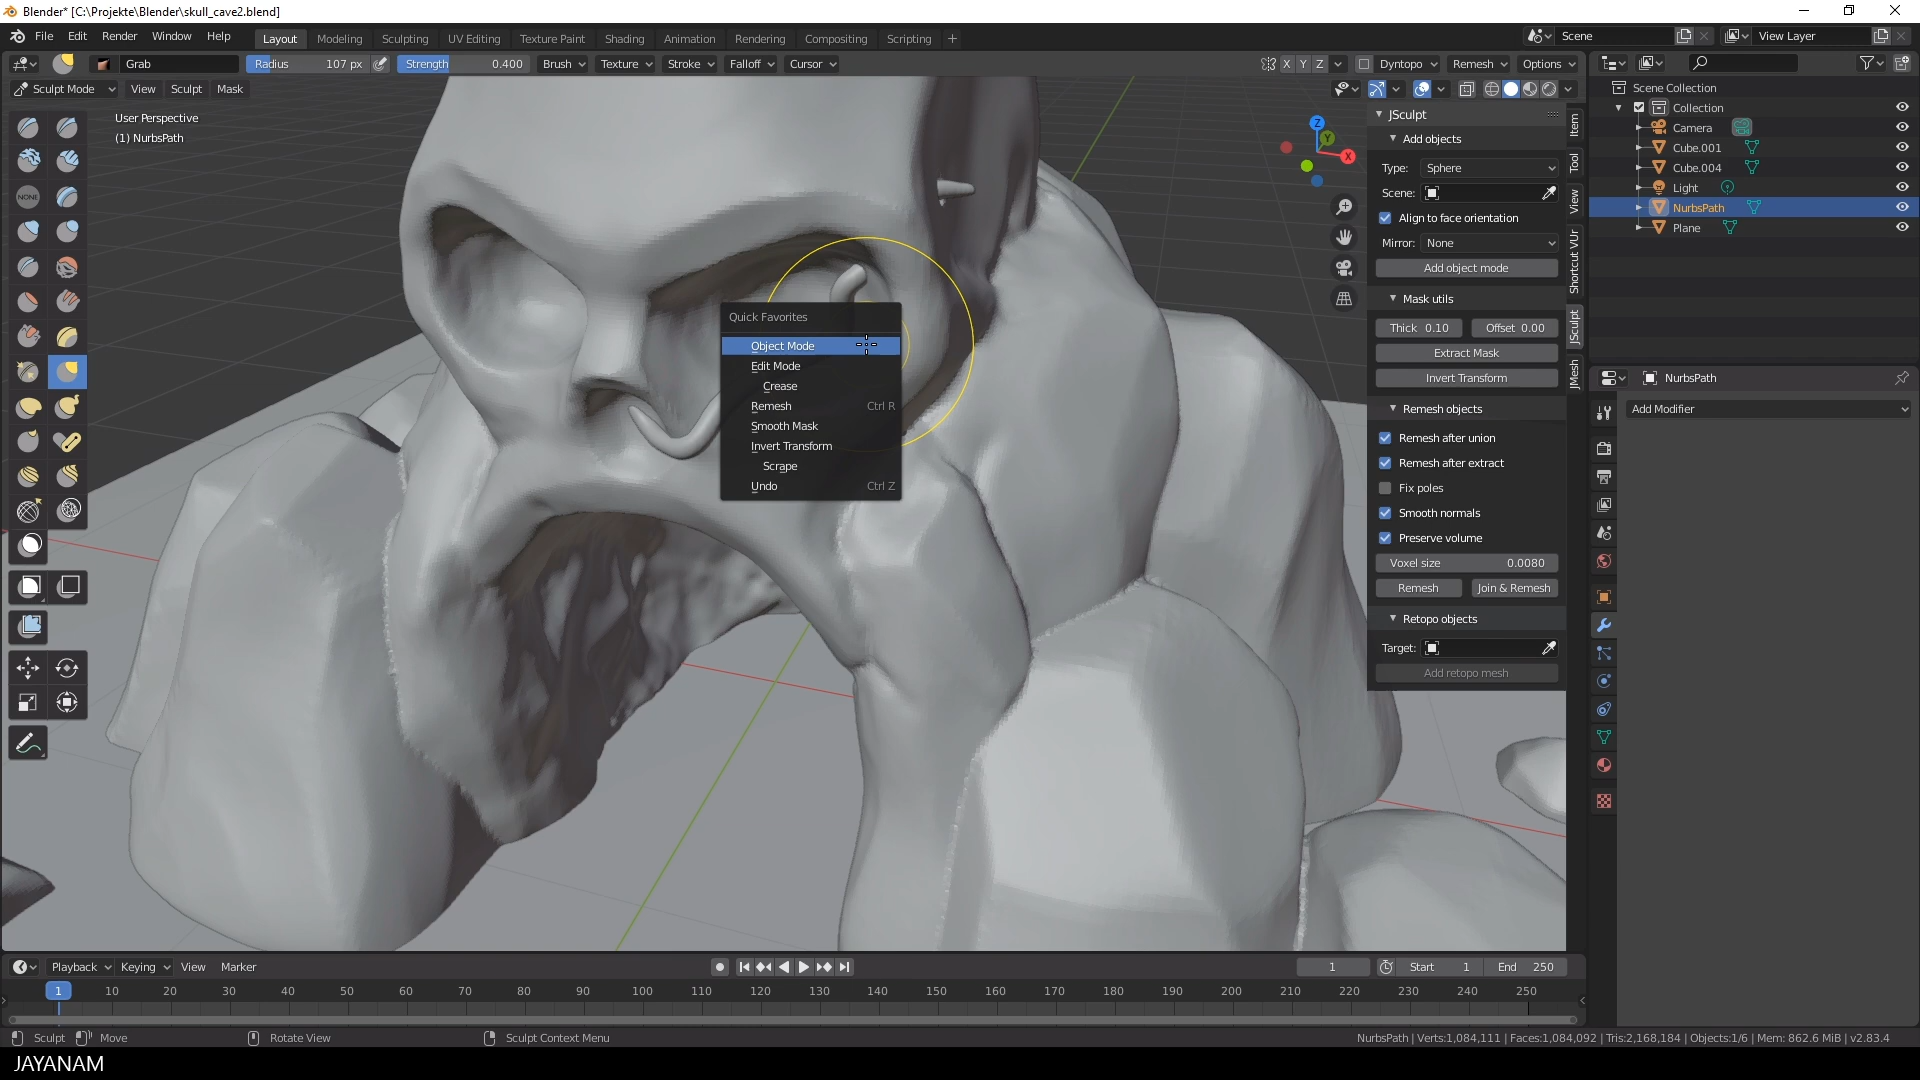 Blender* [C:\Projekte\Blender\skull_cave2.blend]
File Edit Render Window Help Layout Modeling Sculpting UV Editing Texture Paint Shading Animation Rendering Compositing Scripting + Scene View Layer
Grab Radius 107 px Strength 0.400 Brush Texture Stroke Falloff Cursor X Y Z Dyntopo Remesh Options
Sculpt Mode View Sculpt Mask
User Perspective
(1) NurbsPath
NONE
Z
Y
X
Quick Favorites
Object Mode
Edit Mode
Crease
Remesh Ctrl R
Smooth Mask
Invert Transform
Scrape
Undo Ctrl Z
JSculpt
Add objects
Type: Sphere
Scene:
Align to face orientation
Mirror: None
Add object mode
Mask utils
Thick 0.10 Offset 0.00
Extract Mask
Invert Transform
Remesh objects
Remesh after union
Remesh after extract
Fix poles
Smooth normals
Preserve volume
Voxel size 0.0080
Remesh Join & Remesh
Retopo objects
Target:
Add retopo mesh
Item
Tool
View
Shortcut VUr
JSculpt
JMesh
Scene Collection
Collection
Camera
Cube.001
Cube.004
Light
NurbsPath
Plane
NurbsPath
Add Modifier
Playback Keying View Marker 1 Start 1 End 250
1 10 20 30 40 50 60 70 80 90 100 110 120 130 140 150 160 170 180 190 200 210 220 230 240 250
Sculpt Move Rotate View Sculpt Context Menu NurbsPath | Verts:1,084,111 | Faces:1,084,092 | Tris:2,168,184 | Objects:1/6 | Mem: 862.6 MiB | v2.83.4
JAYANAM